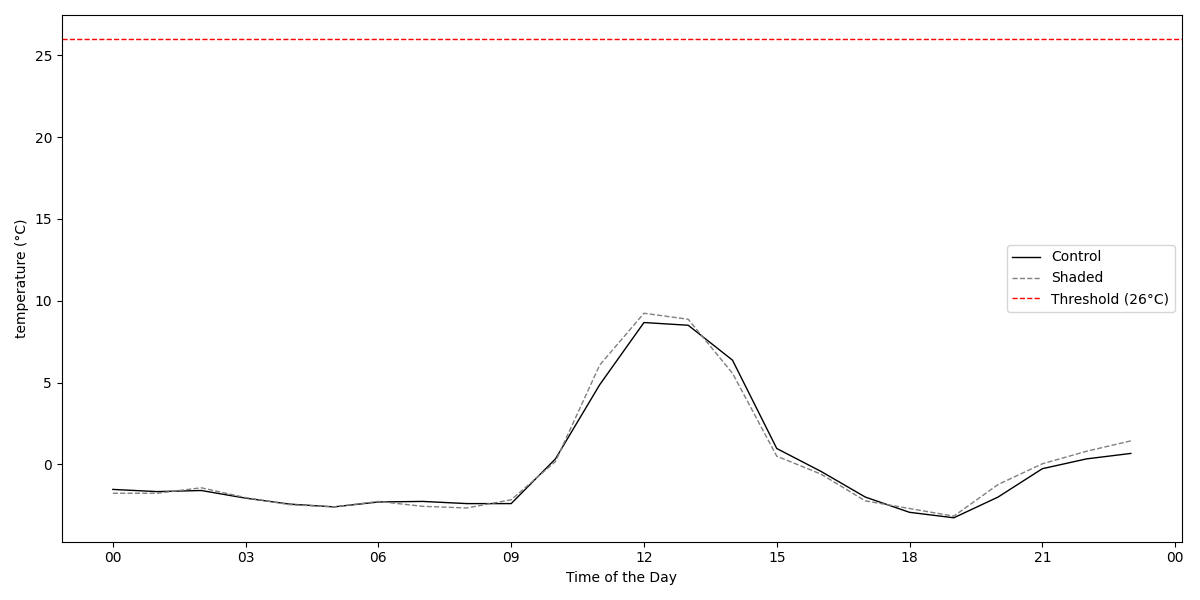 25
20
15
10
5
0
temperature (°C)
Control
Shaded
Threshold (26°C)
00 03 06 09 12 15 18 21 00
Time of the Day